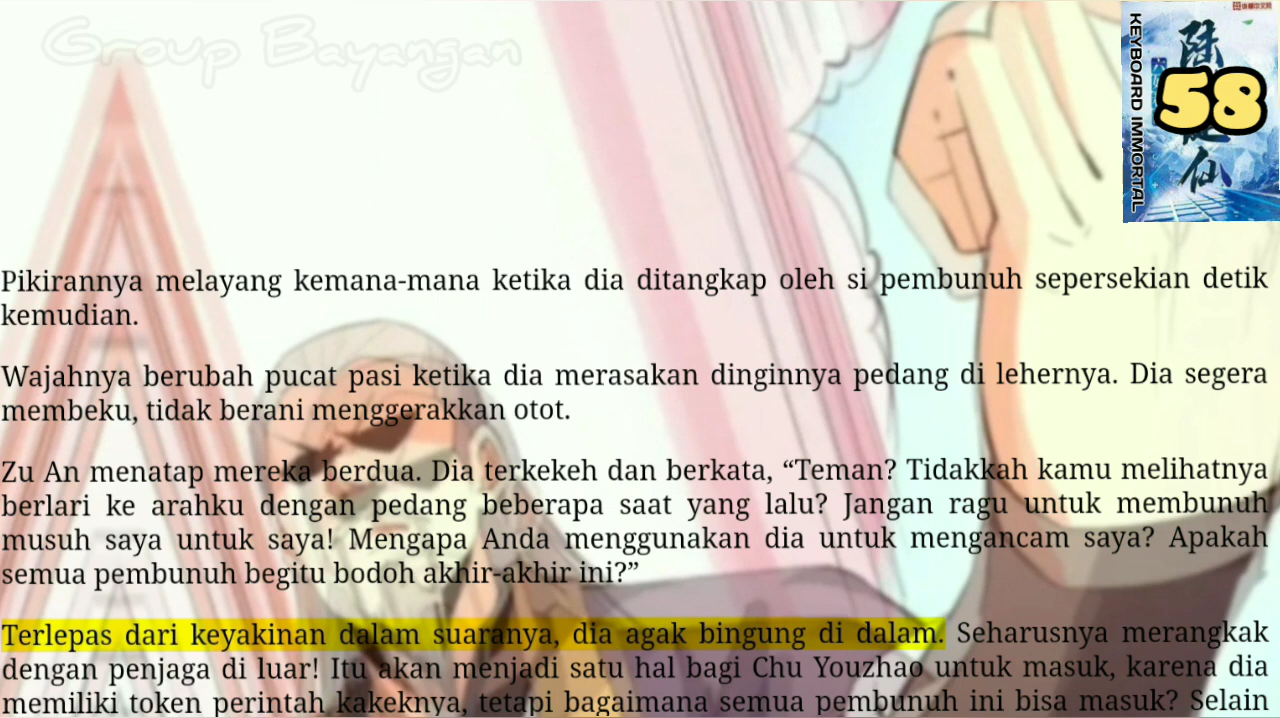 Group Bayangan
KEYBOARD IMMORTAL
陆
仙
58
Pikirannya melayang kemana-mana ketika dia ditangkap oleh si pembunuh sepersekian detik
kemudian.
Wajahnya berubah pucat pasi ketika dia merasakan dinginnya pedang di lehernya. Dia segera
membeku, tidak berani menggerakkan otot.
Zu An menatap mereka berdua. Dia terkekeh dan berkata, “Teman? Tidakkah kamu melihatnya
berlari ke arahku dengan pedang beberapa saat yang lalu? Jangan ragu untuk membunuh
musuh saya untuk saya! Mengapa Anda menggunakan dia untuk mengancam saya? Apakah
semua pembunuh begitu bodoh akhir-akhir ini?”
Terlepas dari keyakinan dalam suaranya, dia agak bingung di dalam. Seharusnya merangkak
dengan penjaga di luar! Itu akan menjadi satu hal bagi Chu Youzhao untuk masuk, karena dia
memiliki token perintah kakeknya, tetapi bagaimana semua pembunuh ini bisa masuk? Selain